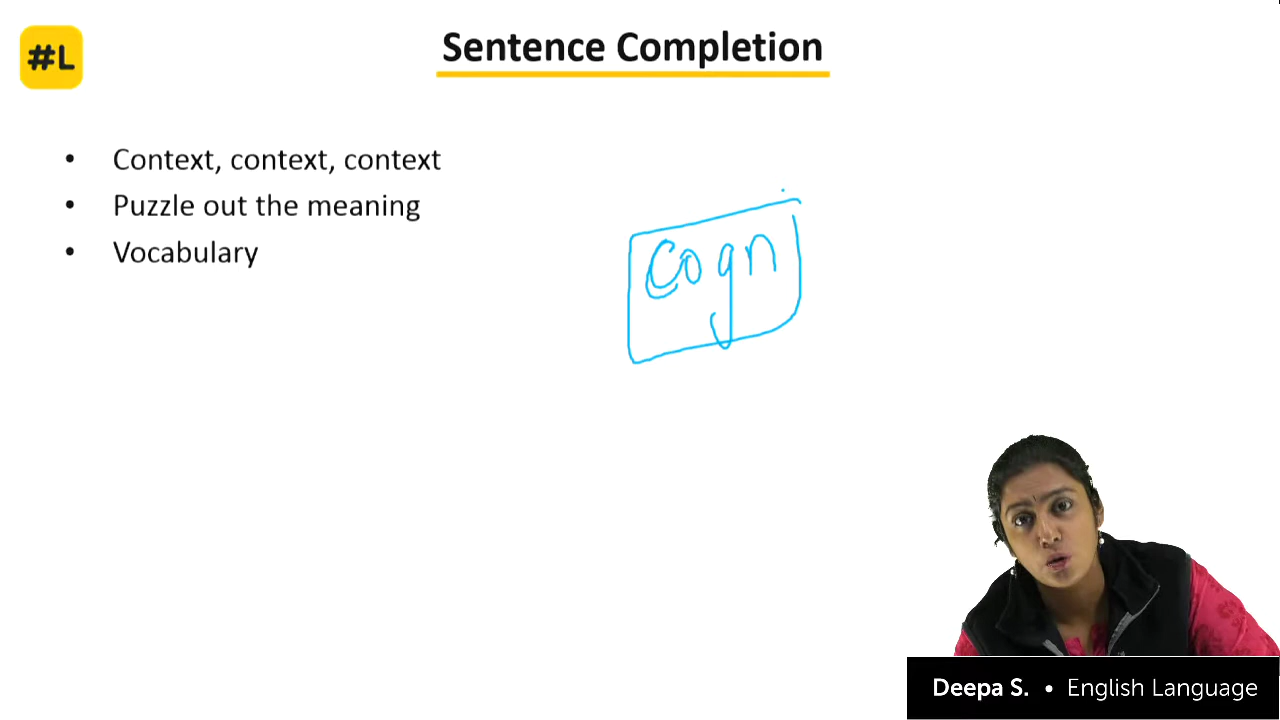 #L
Sentence Completion
• Context, context, context
• Puzzle out the meaning
• Vocabulary
Cogn
Deepa S. • English Language